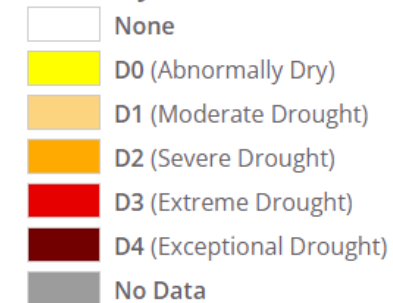 None
D0 (Abnormally Dry)
D1 (Moderate Drought)
D2 (Severe Drought)
D3 (Extreme Drought)
D4 (Exceptional Drought)
No Data